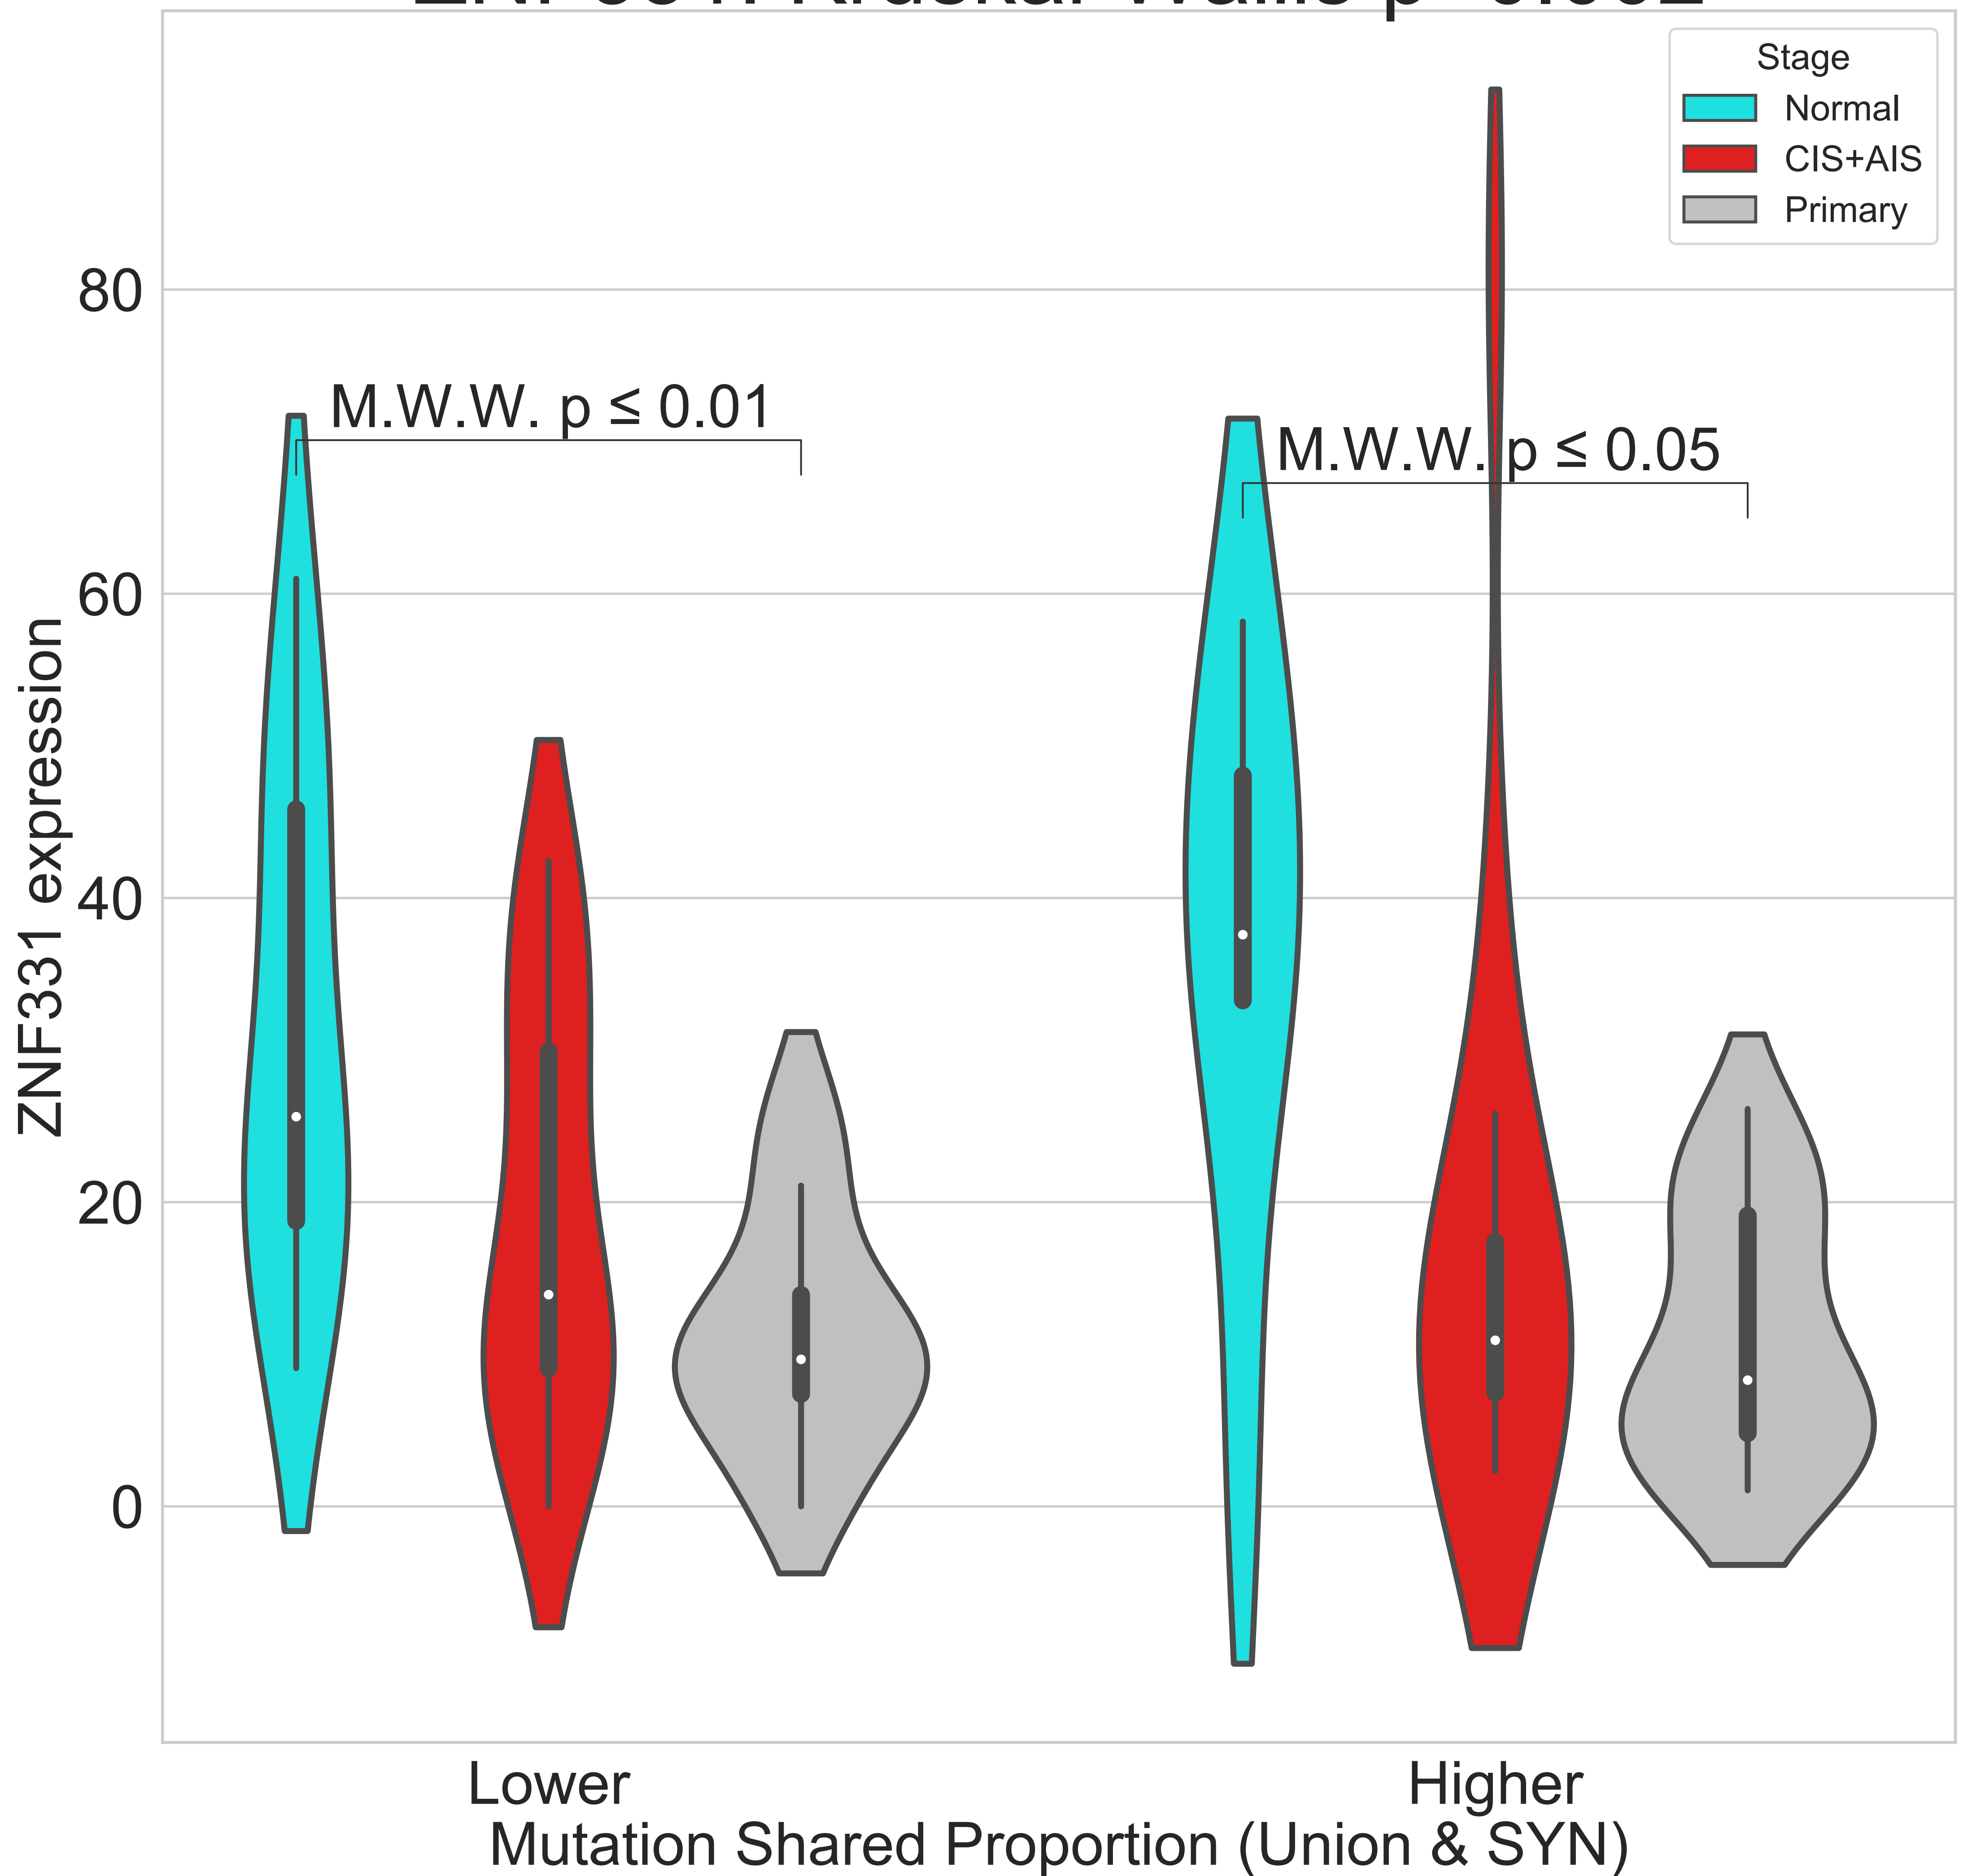 Stage
Normal
CIS+AIS
Primary
80
M.W.W. p ≤ 0.01
M.W.W. p ≤ 0.05
60
ZNF331 expression
40
20
0
Lower
Higher
Mutation Shared Proportion (Union & SYN)